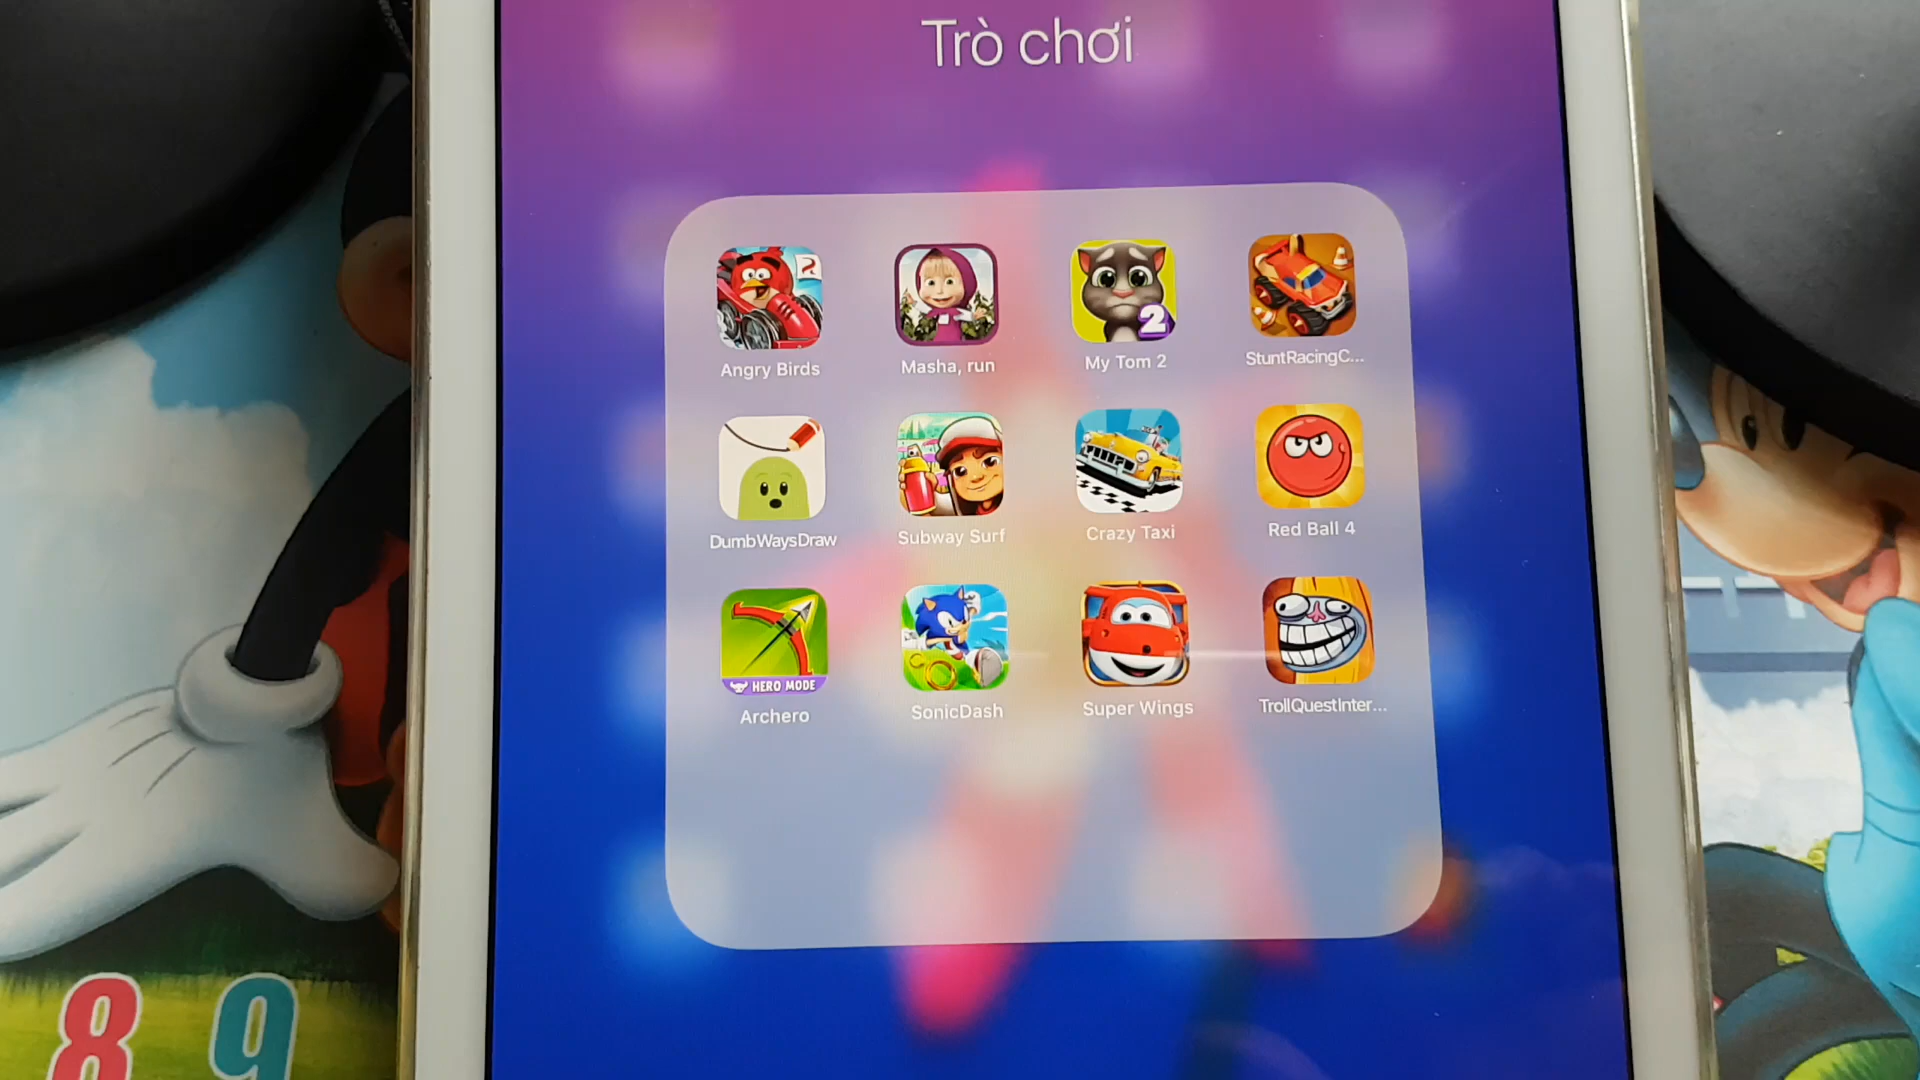 Trò chơi
Angry Birds
Masha, run
2
My Tom 2
StuntRacingC...
DumbWaysDraw
Subway Surf
Crazy Taxi
Red Ball 4
HERO MODE
Archero
SonicDash
Super Wings
TrollQuestInter...
8 9